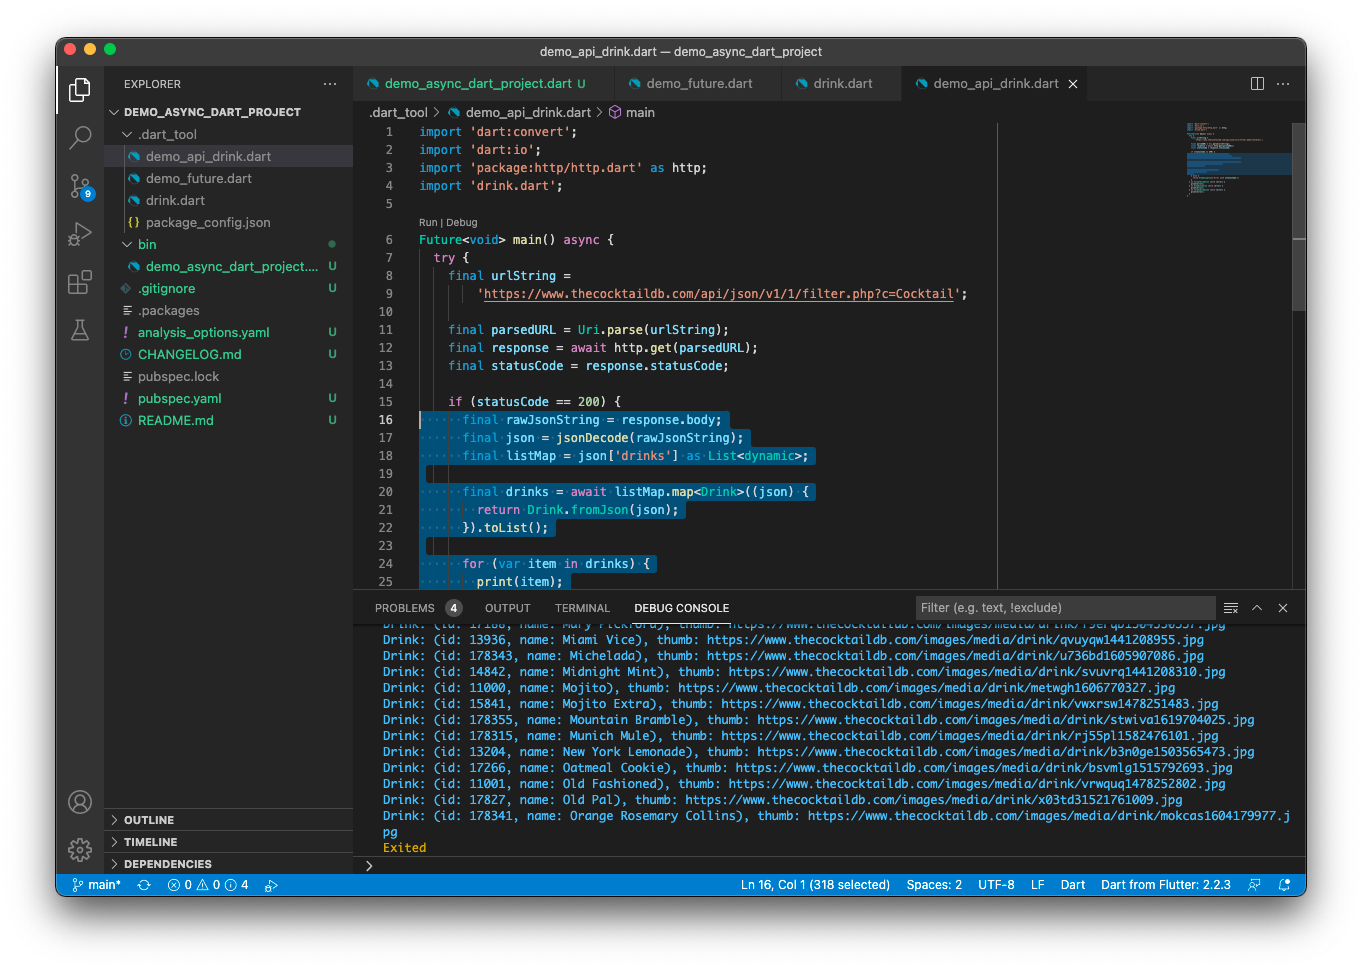 demo_api_drink.dart — demo_async_dart_project
EXPLORER
DEMO_ASYNC_DART_PROJECT
.dart_tool
demo_api_drink.dart
demo_future.dart
drink.dart
{} package_config.json
bin
demo_async_dart_project.... U
.gitignore U
.packages
! analysis_options.yaml U
CHANGELOG.md U
pubspec.lock
! pubspec.yaml U
README.md U
OUTLINE
TIMELINE
DEPENDENCIES
9
demo_async_dart_project.dart U demo_future.dart drink.dart demo_api_drink.dart
.dart_tool > demo_api_drink.dart > main
1 import 'dart:convert';
2 import 'dart:io';
3 import 'package:http/http.dart' as http;
4 import 'drink.dart';
5
Run | Debug
6 Future<void> main() async {
7 try {
8 final urlString =
9 'https://www.thecocktaildb.com/api/json/v1/1/filter.php?c=Cocktail';
10
11 final parsedURL = Uri.parse(urlString);
12 final response = await http.get(parsedURL);
13 final statusCode = response.statusCode;
14
15 if (statusCode == 200) {
16 final rawJsonString = response.body;
17 final json = jsonDecode(rawJsonString);
18 final listMap = json['drinks'] as List<dynamic>;
19
20 final drinks = await listMap.map<Drink>((json) {
21 return Drink.fromJson(json);
22 }).toList();
23
24 for (var item in drinks) {
25 print(item);
PROBLEMS 4 OUTPUT TERMINAL DEBUG CONSOLE Filter (e.g. text, !exclude)
Drink: (id: 13936, name: Miami Vice), thumb: https://www.thecocktaildb.com/images/media/drink/qvuyqw1441208955.jpg
Drink: (id: 178343, name: Michelada), thumb: https://www.thecocktaildb.com/images/media/drink/u736bd1605907086.jpg
Drink: (id: 14842, name: Midnight Mint), thumb: https://www.thecocktaildb.com/images/media/drink/svuvrq1441208310.jpg
Drink: (id: 11000, name: Mojito), thumb: https://www.thecocktaildb.com/images/media/drink/metwgh1606770327.jpg
Drink: (id: 15841, name: Mojito Extra), thumb: https://www.thecocktaildb.com/images/media/drink/vwxrsw1478251483.jpg
Drink: (id: 178355, name: Mountain Bramble), thumb: https://www.thecocktaildb.com/images/media/drink/stwiva1619704025.jpg
Drink: (id: 178315, name: Munich Mule), thumb: https://www.thecocktaildb.com/images/media/drink/rj55pl1582476101.jpg
Drink: (id: 13204, name: New York Lemonade), thumb: https://www.thecocktaildb.com/images/media/drink/b3n0ge1503565473.jpg
Drink: (id: 17266, name: Oatmeal Cookie), thumb: https://www.thecocktaildb.com/images/media/drink/bsvmlg1515792693.jpg
Drink: (id: 11001, name: Old Fashioned), thumb: https://www.thecocktaildb.com/images/media/drink/vrwquq1478252802.jpg
Drink: (id: 17827, name: Old Pal), thumb: https://www.thecocktaildb.com/images/media/drink/x03td31521761009.jpg
Drink: (id: 178341, name: Orange Rosemary Collins), thumb: https://www.thecocktaildb.com/images/media/drink/mokcas1604179977.j
pg
Exited
main* 0 0 4 Ln 16, Col 1 (318 selected) Spaces: 2 UTF-8 LF Dart Dart from Flutter: 2.2.3